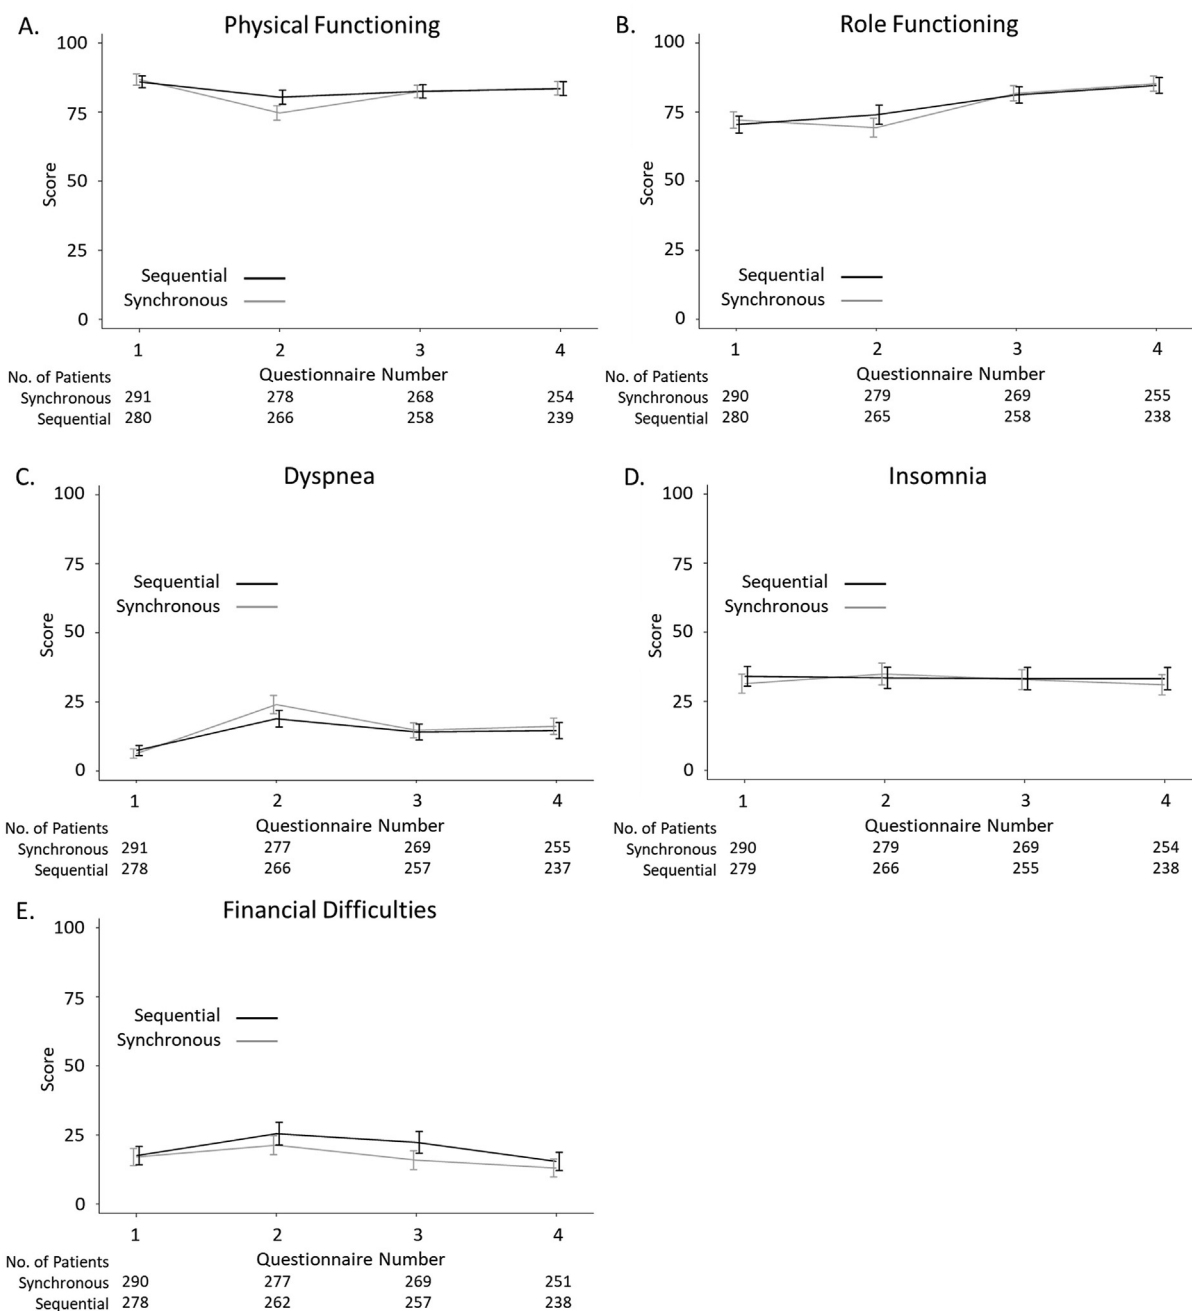 A. Physical Functioning
100
75
50
25
0
Score
Sequential
Synchronous
1 2 3 4
Questionnaire Number
No. of Patients
Synchronous 291 278 268 254
Sequential 280 266 258 239
B. Role Functioning
100
75
50
25
0
Score
Sequential
Synchronous
1 2 3 4
Questionnaire Number
No. of Patients
Synchronous 290 279 269 255
Sequential 280 265 258 238
C. Dyspnea
100
75
50
25
0
Score
Sequential
Synchronous
1 2 3 4
Questionnaire Number
No. of Patients
Synchronous 291 277 269 255
Sequential 278 266 257 237
D. Insomnia
100
75
50
25
0
Score
Sequential
Synchronous
1 2 3 4
Questionnaire Number
No. of Patients
Synchronous 290 279 269 254
Sequential 279 266 255 238
E. Financial Difficulties
100
75
50
25
0
Score
Sequential
Synchronous
1 2 3 4
Questionnaire Number
No. of Patients
Synchronous 290 277 269 251
Sequential 278 262 257 238